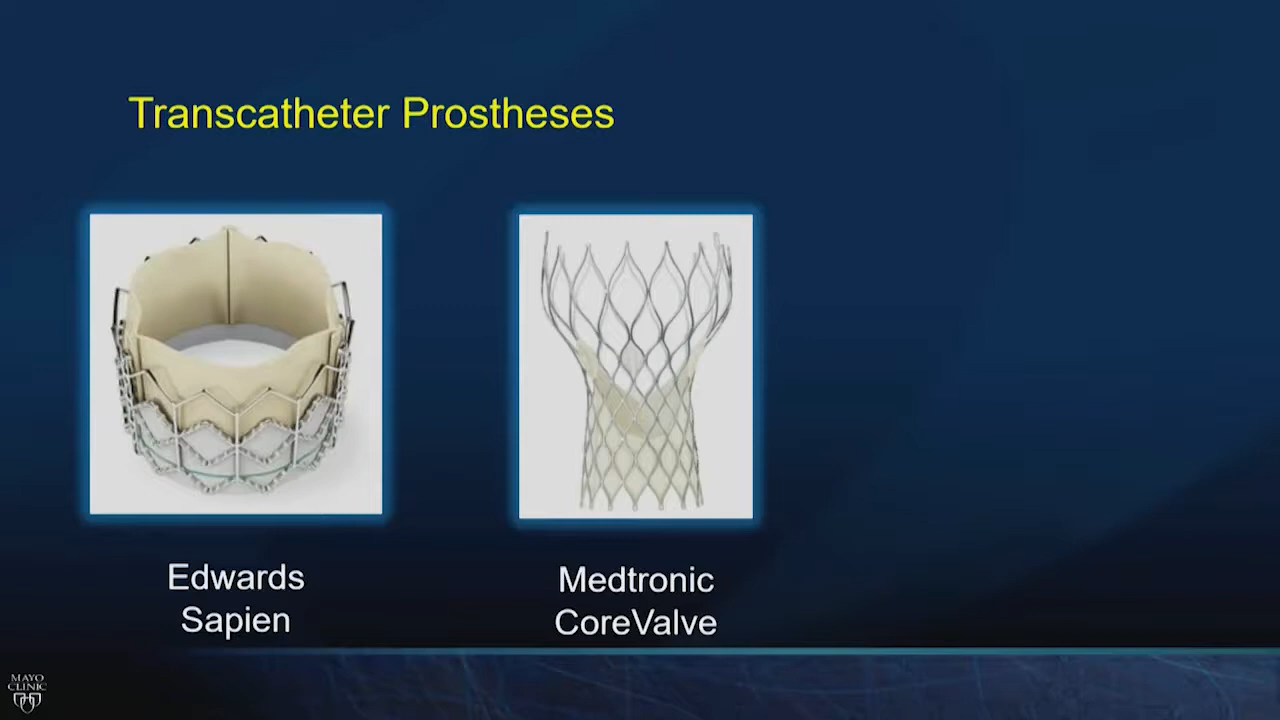 Transcatheter Prostheses
Edwards
Sapien
Medtronic
CoreValve
MAYO
CLINIC